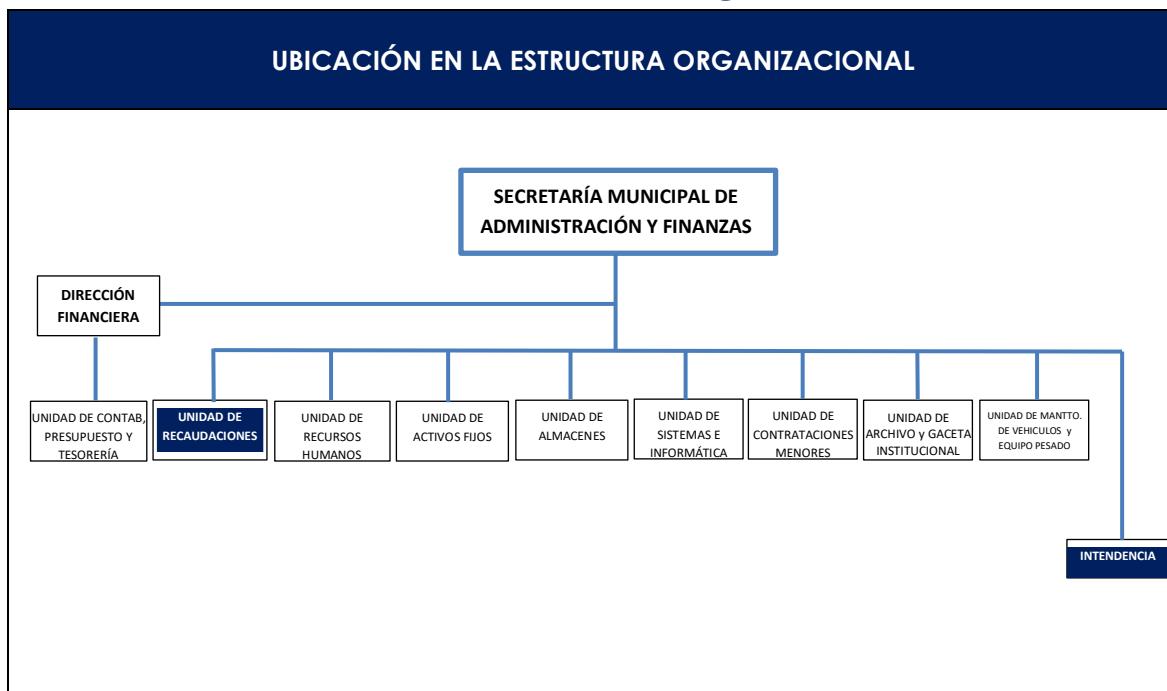 UBICACIÓN EN LA ESTRUCTURA ORGANIZACIONAL
SECRETARÍA MUNICIPAL DE
ADMINISTRACIÓN Y FINANZAS
DIRECCIÓN
FINANCIERA
UNIDAD DE CONTAB,
PRESUPUESTO Y
TESORERÍA
UNIDAD DE
RECAUDACIONES
UNIDAD DE
RECURSOS
HUMANOS
UNIDAD DE
ACTIVOS FIJOS
UNIDAD DE
ALMACENES
UNIDAD DE
SISTEMAS E
INFORMÁTICA
UNIDAD DE
CONTRATACIONES
MENORES
UNIDAD DE
ARCHIVO y GACETA
INSTITUCIONAL
UNIDAD DE MANTTO.
DE VEHICULOS y
EQUIPO PESADO
INTENDENCIA